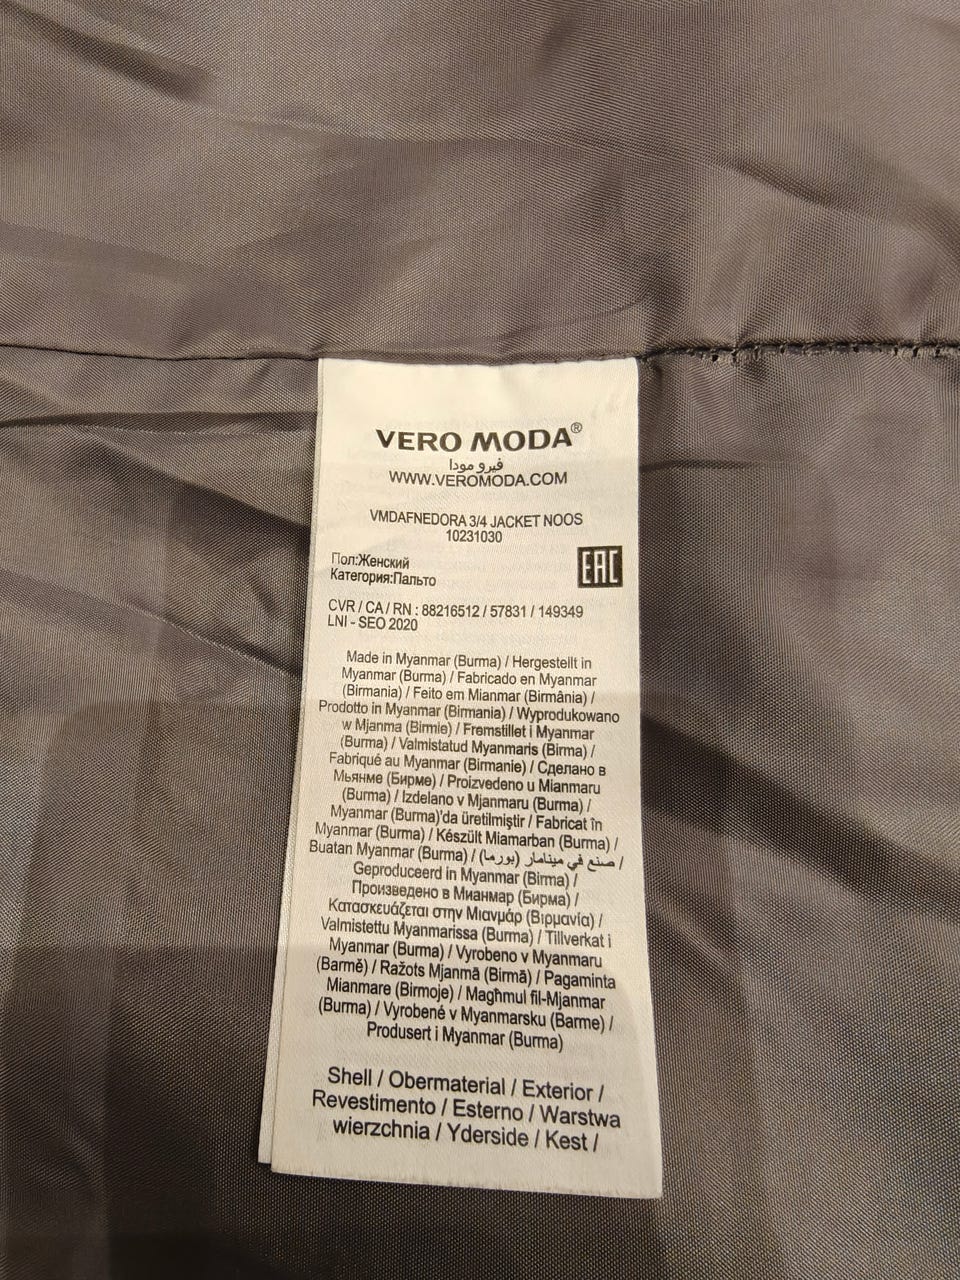 VERO MODA®
فيرو مودا
WWW.VEROMODA.COM
VMDAFNEDORA 3/4 JACKET NOOS
10231030
Пол:Женский
Категория:Пальто
EAC
CVR / CA / RN : 88216512 / 57831 / 149349
LNI - SEO 2020
Made in Myanmar (Burma) / Hergestellt in
Myanmar (Burma) / Fabricado en Myanmar
(Birmania) / Feito em Mianmar (Birmânia) /
Prodotto in Myanmar (Birmania) / Wyprodukowano
w Mjanma (Birmie) / Fremstillet i Myanmar
(Burma) / Valmistatud Myanmaris (Birma) /
Fabriqué au Myanmar (Birmanie) / Сделано в
Мьянме (Бирме) / Proizvedeno u Mianmaru
(Burma) / Izdelano v Mjanmaru (Burma) /
Myanmar (Burma)'da üretilmiştir / Fabricat în
Myanmar (Burma) / Készült Miamarban (Burma) /
Buatan Myanmar (Burma) / صنع في مينامار (بورما) /
Geproduceerd in Myanmar (Birma) /
Произведено в Мианмар (Бирма) /
Κατασκευάζεται στην Μιανμάρ (Βιρμανία) /
Valmistettu Myanmarissa (Burma) / Tillverkat i
Myanmar (Burma) / Vyrobeno v Myanmaru
(Barmě) / Ražots Mjanmā (Birmā) / Pagaminta
Mianmare (Birmoje) / Magħmul fil-Mjanmar
(Burma) / Vyrobené v Myanmarsku (Barme) /
Produsert i Myanmar (Burma)
Shell / Obermaterial / Exterior /
Revestimento / Esterno / Warstwa
wierzchnia / Yderside / Kest /